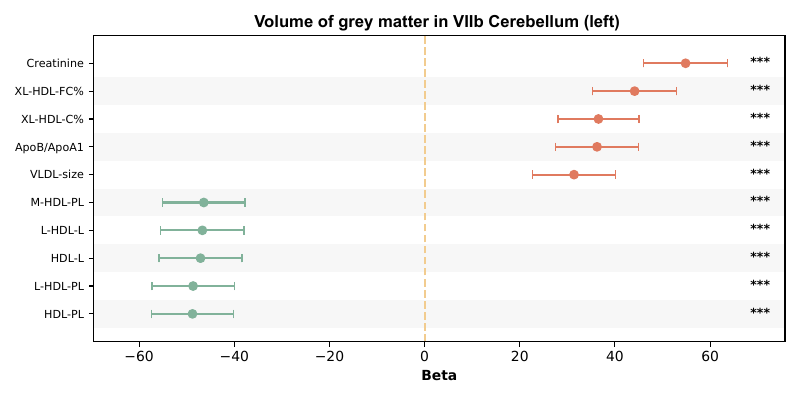 Volume of grey matter in VIIb Cerebellum (left)
Creatinine ***
XL-HDL-FC% ***
XL-HDL-C% ***
ApoB/ApoA1 ***
VLDL-size ***
M-HDL-PL ***
L-HDL-L ***
HDL-L ***
L-HDL-PL ***
HDL-PL ***
−60 −40 −20 0 20 40 60
Beta